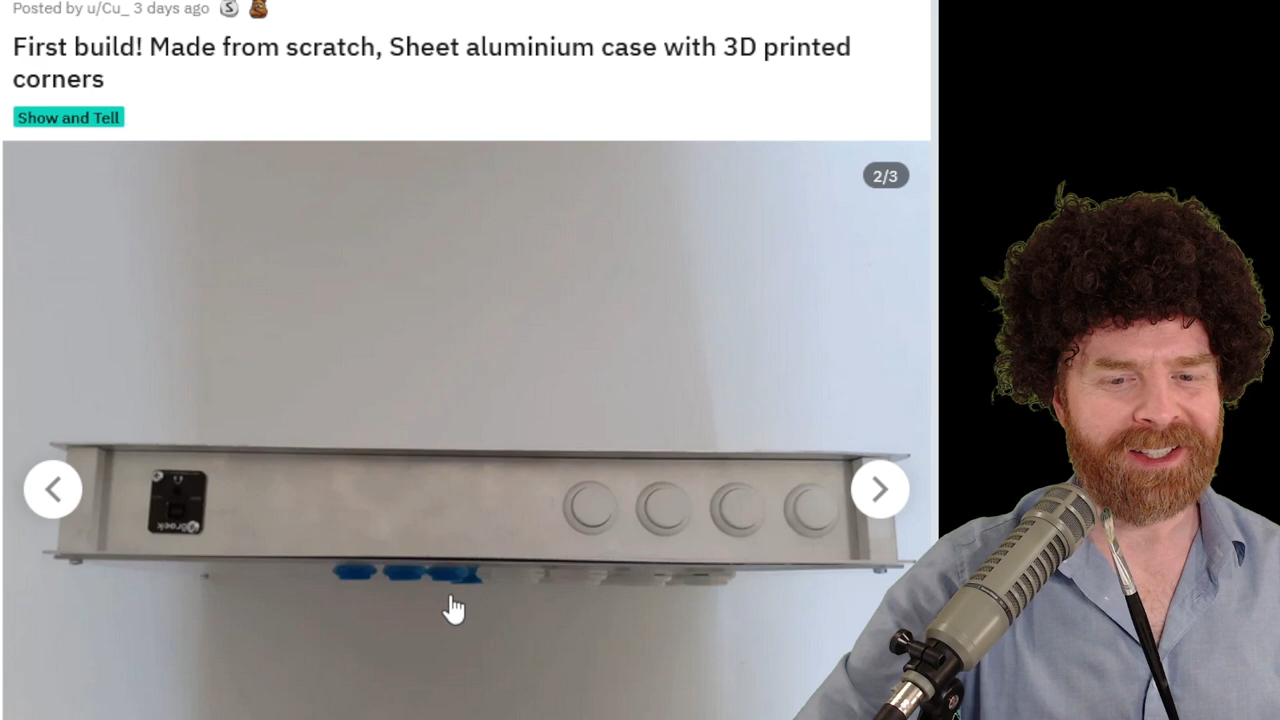 Posted by u/Cu_ 3 days ago
First build! Made from scratch, Sheet aluminium case with 3D printed
corners
Show and Tell
2/3
Brook